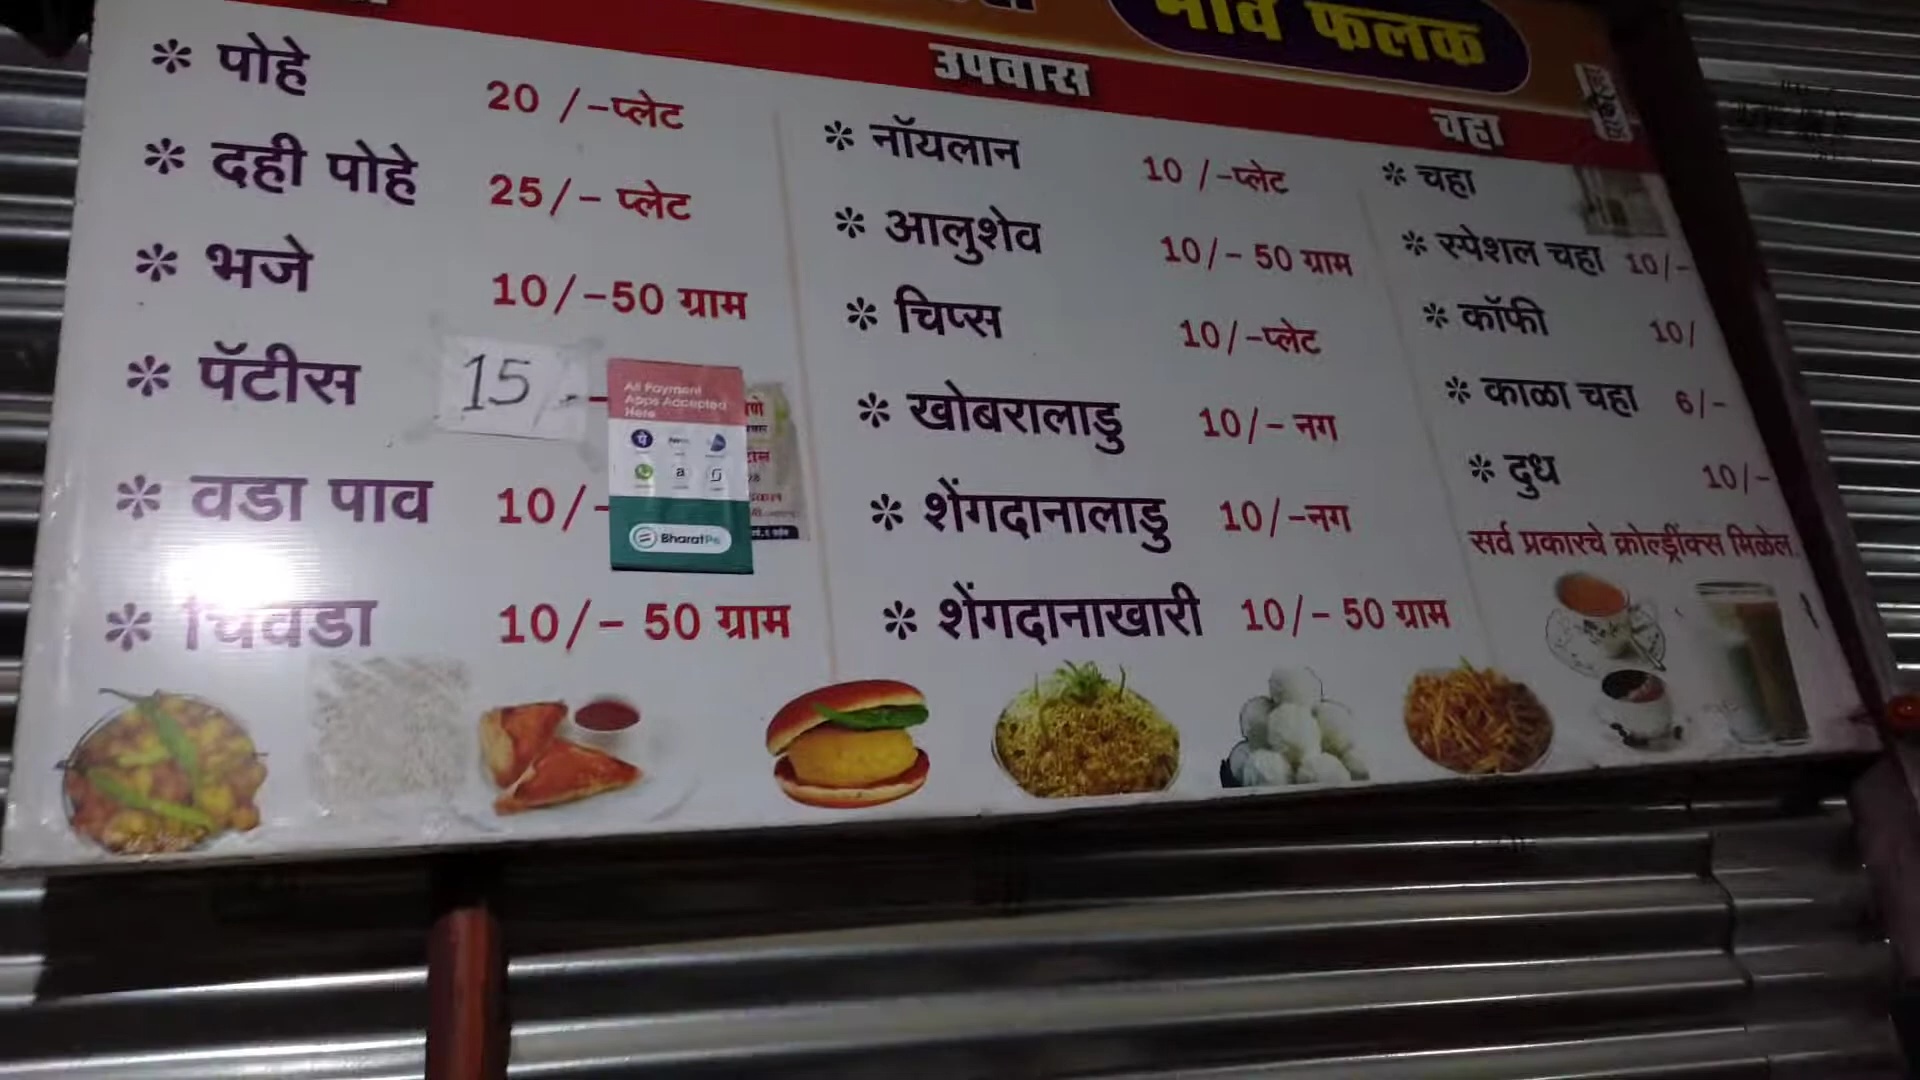 भाव फलक
उपवास
चहा
* पोहे 20 /-प्लेट
* दही पोहे 25/- प्लेट
* भजे 10/-50 ग्राम
* पॅटीस 15 /-
* वडा पाव 10/-
* चिवडा 10/- 50 ग्राम
All Payment
Apps Accepted
Here
BharatPe
* नॉयलान 10 /-प्लेट
* आलुशेव 10/- 50 ग्राम
* चिप्स 10/-प्लेट
* खोबरालाडु 10/- नग
* शेंगदानालाडु 10/-नग
* शेंगदानाखारी 10/- 50 ग्राम
* चहा
* स्पेशल चहा 10/-
* कॉफी 10/
* काळा चहा 6/-
* दुध 10/-
सर्व प्रकारचे क्रोल्ड्रींक्स मिळेल.